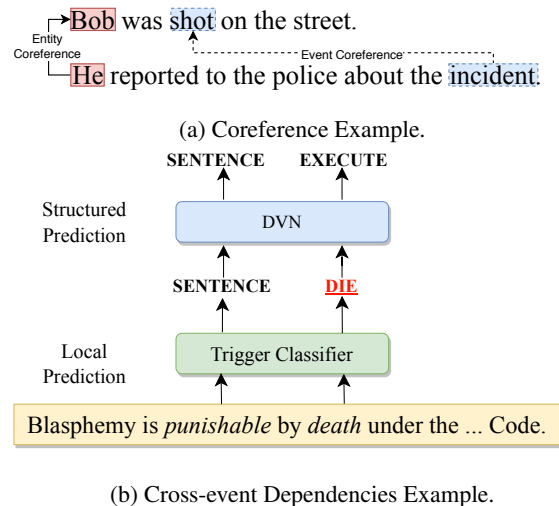 Bob was shot on the street.
Entity
Coreference
Event Coreference
He reported to the police about the incident.
(a) Coreference Example.
SENTENCE EXECUTE
Structured
Prediction
DVN
SENTENCE DIE
Local
Prediction
Trigger Classifier
Blasphemy is punishable by death under the ... Code.
(b) Cross-event Dependencies Example.